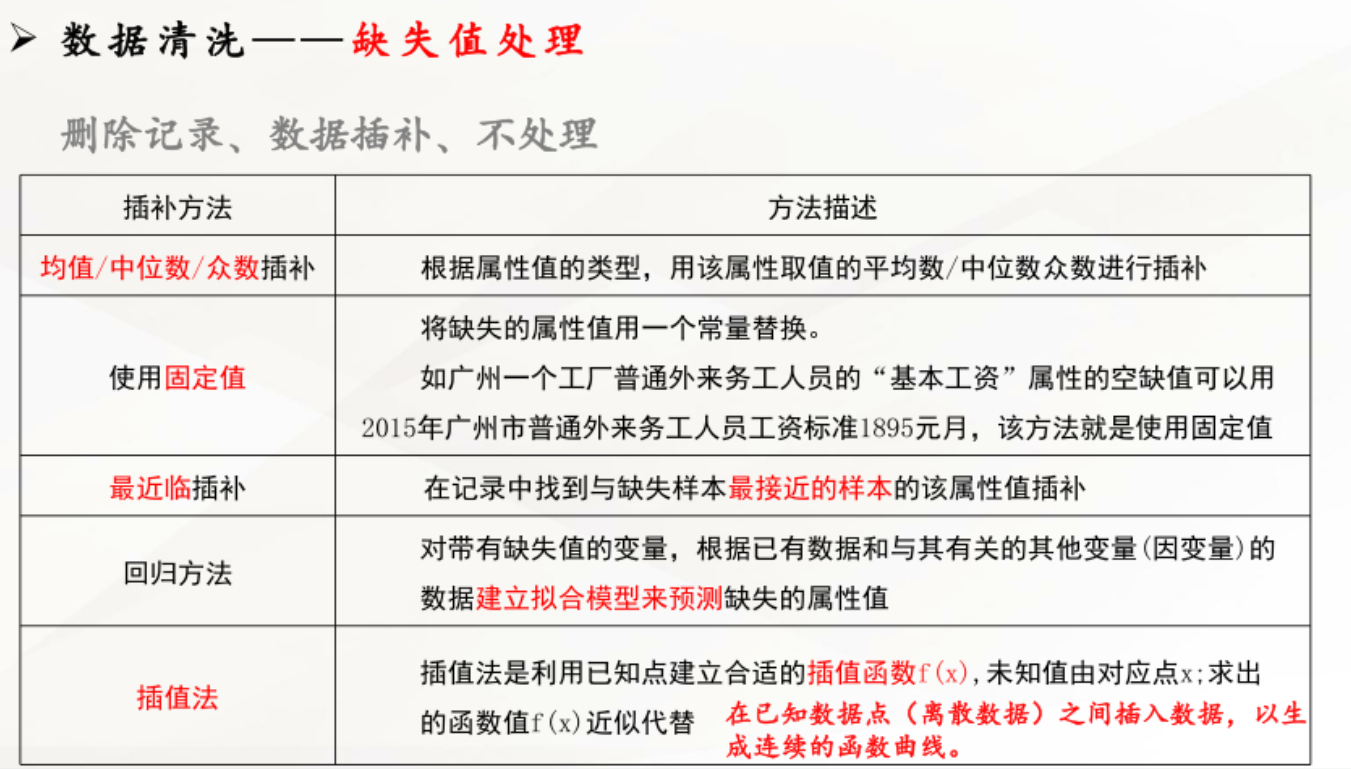 ➢ 数据清洗——缺失值处理
删除记录、数据插补、不处理
插补方法
方法描述
均值/中位数/众数插补
根据属性值的类型，用该属性取值的平均数/中位数众数进行插补
使用固定值
将缺失的属性值用一个常量替换。
如广州一个工厂普通外来务工人员的“基本工资”属性的空缺值可以用
2015年广州市普通外来务工人员工资标准1895元月，该方法就是使用固定值
最近临插补
在记录中找到与缺失样本最接近的样本的该属性值插补
回归方法
对带有缺失值的变量，根据已有数据和与其有关的其他变量(因变量)的
数据建立拟合模型来预测缺失的属性值
插值法
插值法是利用已知点建立合适的插值函数f(x),未知值由对应点x;求出
的函数值f(x)近似代替
在已知数据点（离散数据）之间插入数据，以生
成连续的函数曲线。